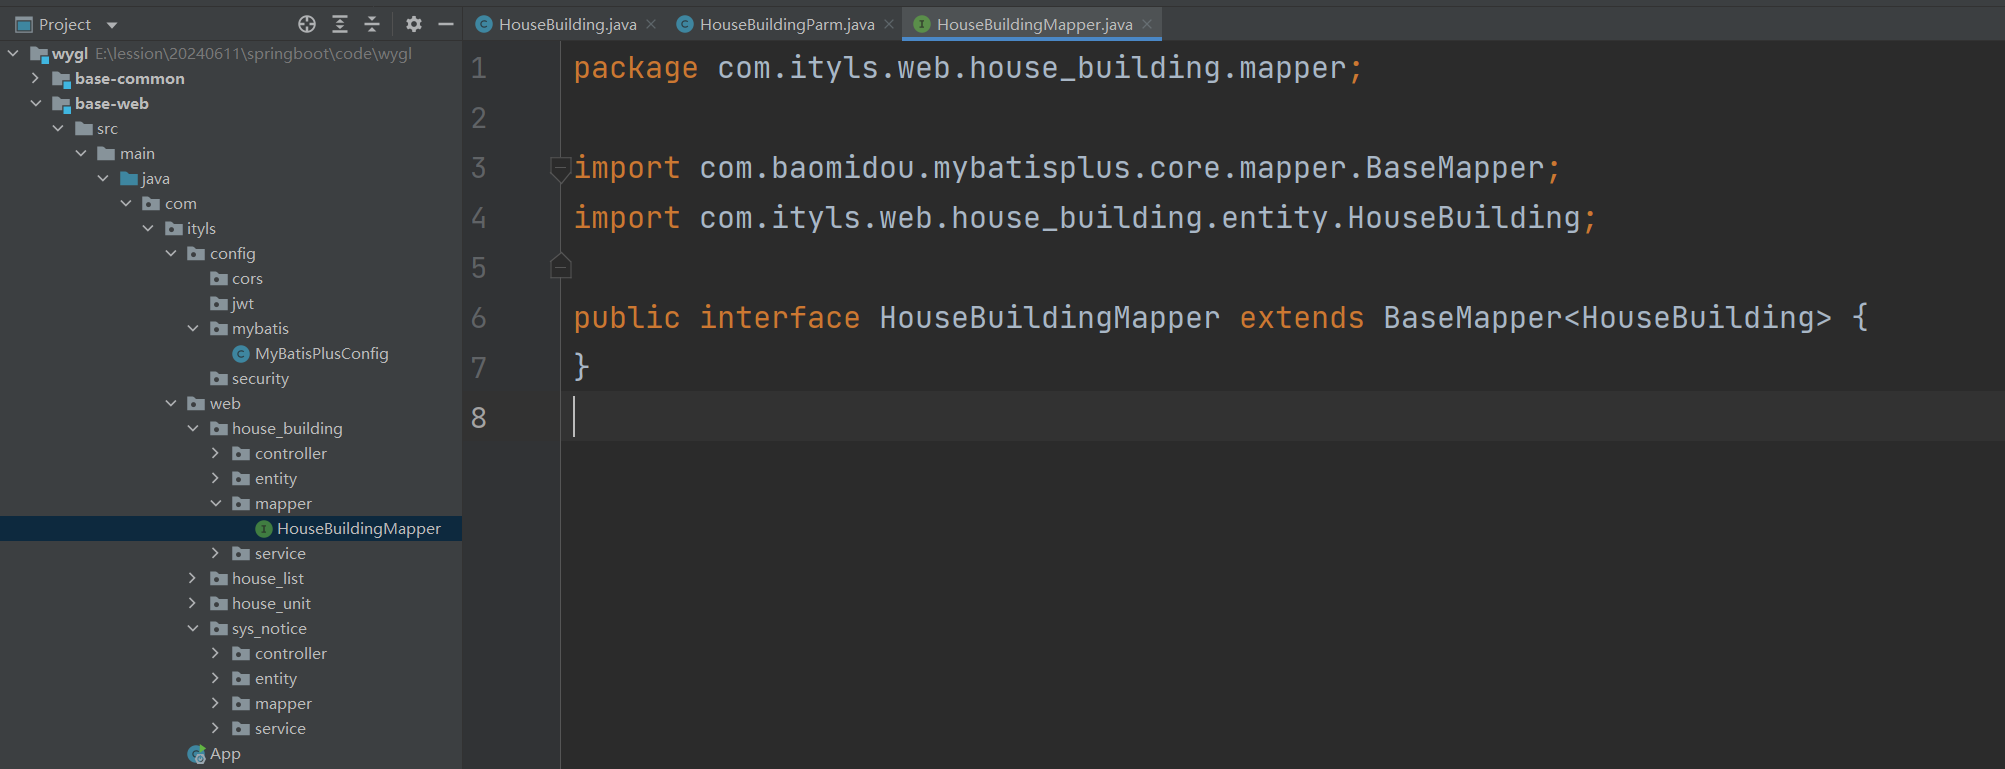 Project
HouseBuilding.java
HouseBuildingParm.java
HouseBuildingMapper.java
wygl E:\lession\20240611\springboot\code\wygl
base-common
base-web
src
main
java
com
ityls
config
cors
jwt
mybatis
MyBatisPlusConfig
security
web
house_building
controller
entity
mapper
HouseBuildingMapper
service
house_list
house_unit
sys_notice
controller
entity
mapper
service
App
1 package com.ityls.web.house_building.mapper;
2
3 import com.baomidou.mybatisplus.core.mapper.BaseMapper;
4 import com.ityls.web.house_building.entity.HouseBuilding;
5
6 public interface HouseBuildingMapper extends BaseMapper<HouseBuilding> {
7 }
8